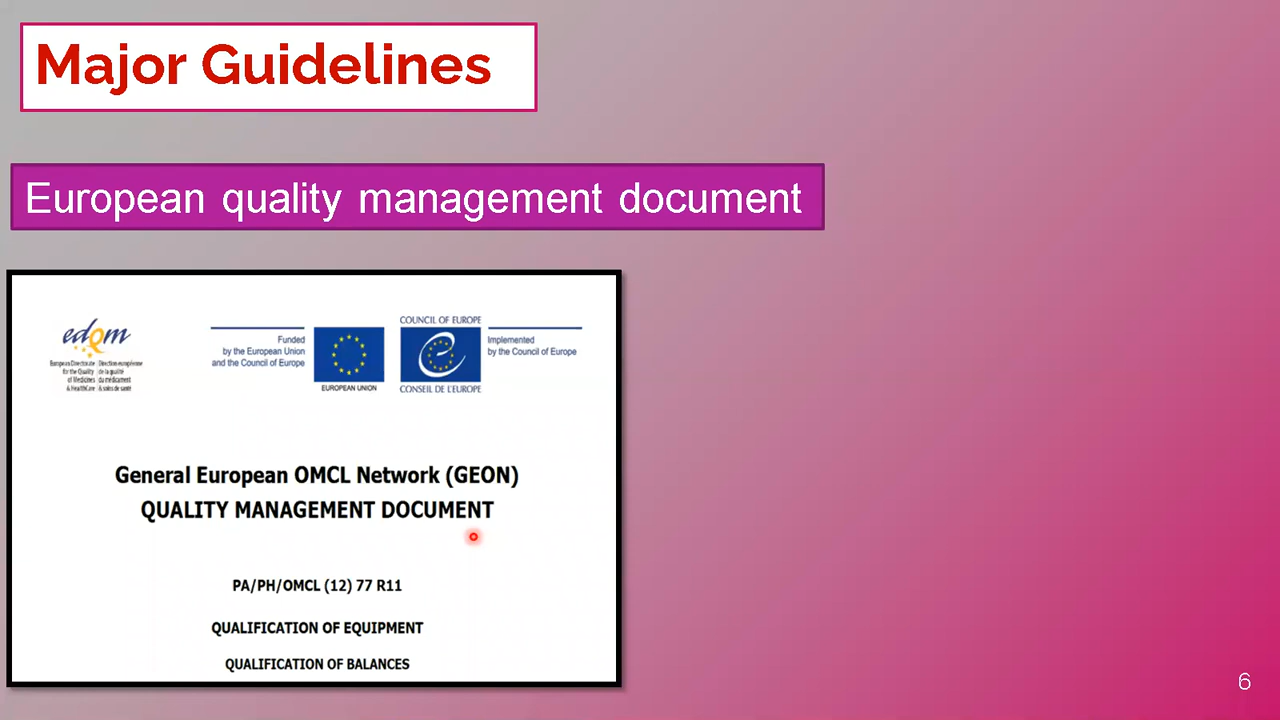 Major Guidelines
European quality management document
edqm
European Directorate
for the Quality
of Medicines
& HealthCare
Direction européenne
de la qualité
du médicament
& soins de santé
Funded
by the European Union
and the Council of Europe
EUROPEAN UNION
COUNCIL OF EUROPE
CONSEIL DE L'EUROPE
Implemented
by the Council of Europe
General European OMCL Network (GEON)
QUALITY MANAGEMENT DOCUMENT
PA/PH/OMCL (12) 77 R11
QUALIFICATION OF EQUIPMENT
QUALIFICATION OF BALANCES
6